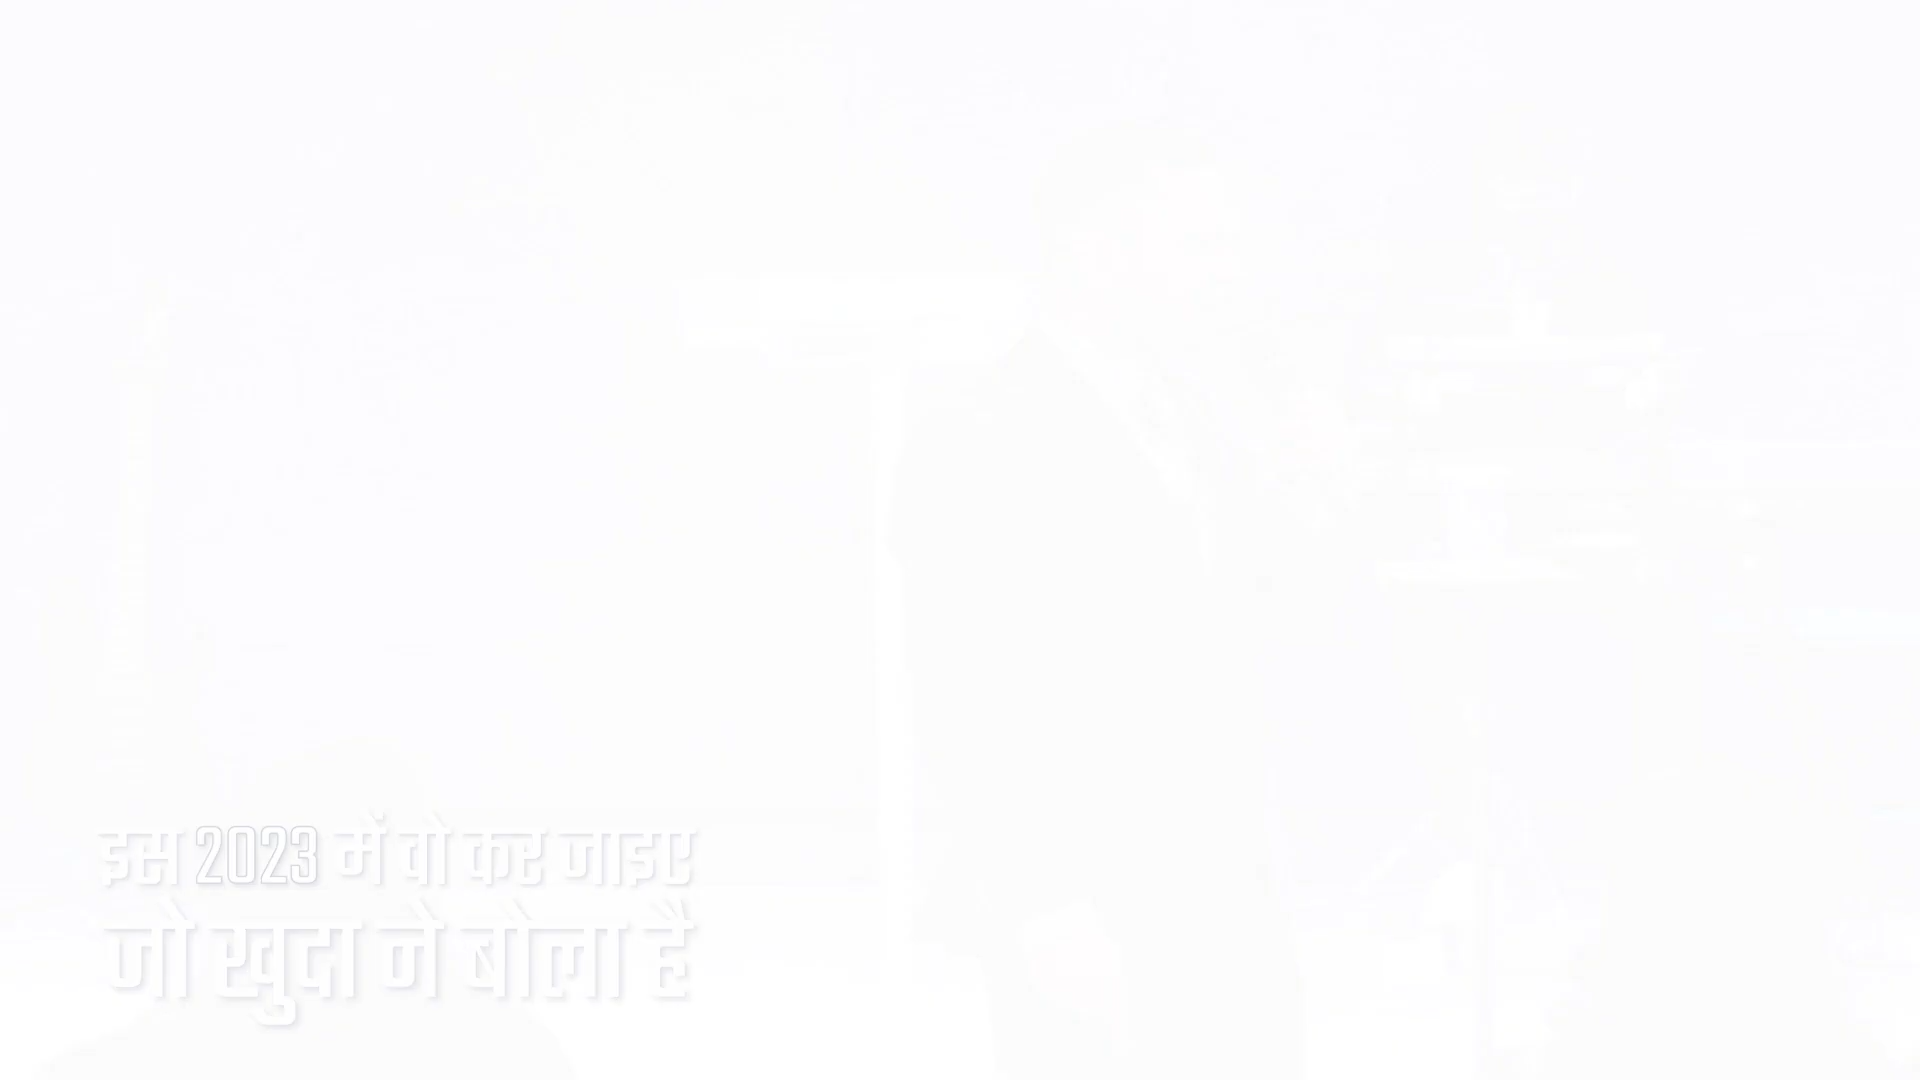 इस 2023 में वो कर जाइए
जो खुदा ने बोला है